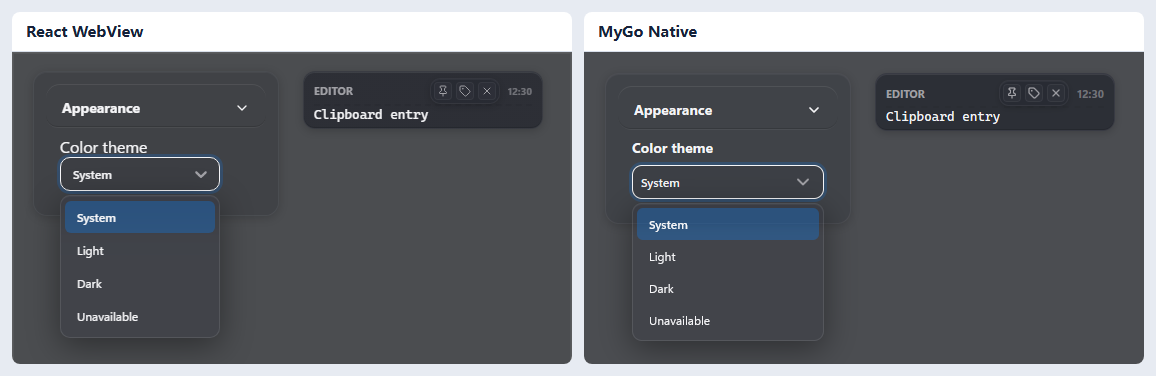 React WebView
Appearance
Color theme
System
System
Light
Dark
Unavailable
EDITOR 12:30
Clipboard entry
MyGo Native
Appearance
Color theme
System
System
Light
Dark
Unavailable
EDITOR 12:30
Clipboard entry